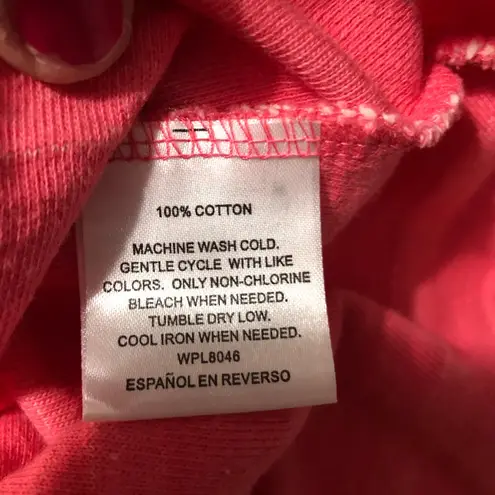 100% COTTON
MACHINE WASH COLD.
GENTLE CYCLE WITH LIKE
COLORS. ONLY NON-CHLORINE
BLEACH WHEN NEEDED.
TUMBLE DRY LOW.
COOL IRON WHEN NEEDED.
WPL8046
ESPAÑOL EN REVERSO